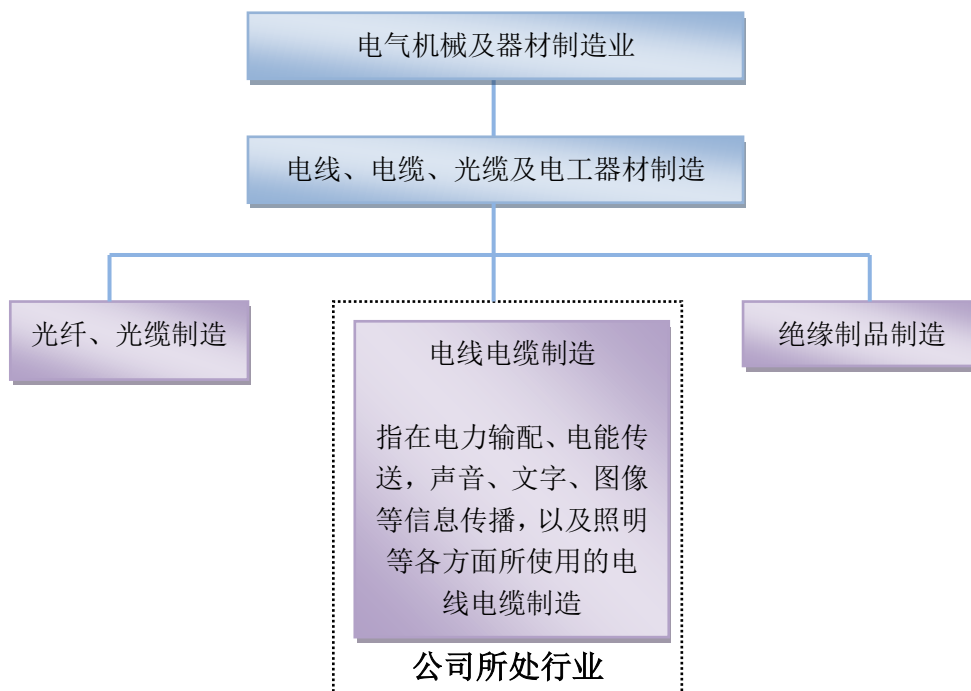 电气机械及器材制造业
电线、电缆、光缆及电工器材制造
光纤、光缆制造
电线电缆制造
指在电力输配、电能传
送，声音、文字、图像
等信息传播，以及照明
等各方面所使用的电
线电缆制造
绝缘制品制造
公司所处行业